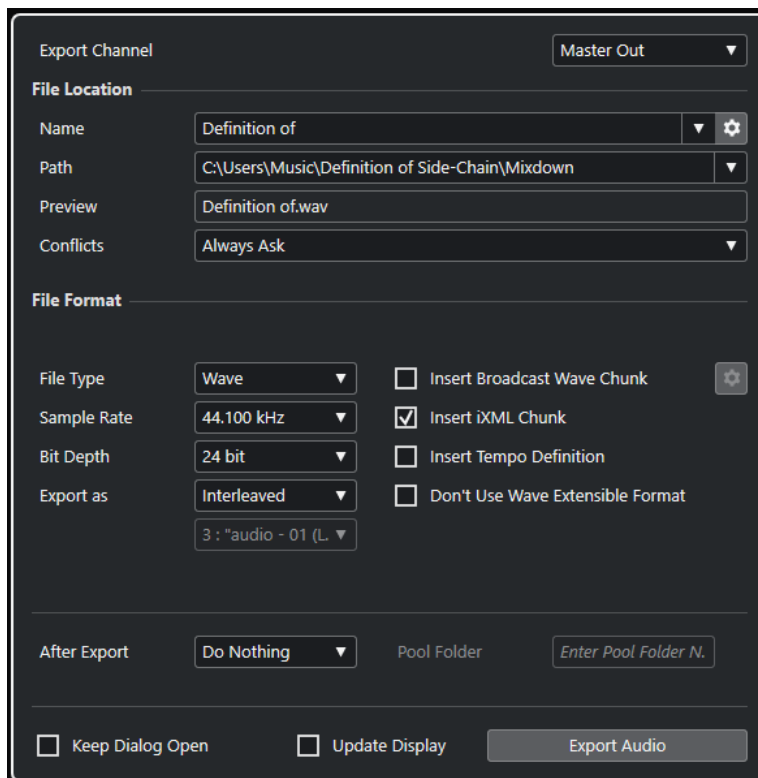 Export Channel Master Out
File Location
Name Definition of
Path C:\Users\Music\Definition of Side-Chain\Mixdown
Preview Definition of.wav
Conflicts Always Ask
File Format
File Type Wave Insert Broadcast Wave Chunk
Sample Rate 44.100 kHz Insert iXML Chunk
Bit Depth 24 bit Insert Tempo Definition
Export as Interleaved Don't Use Wave Extensible Format
3 : "audio - 01 (L.
After Export Do Nothing Pool Folder Enter Pool Folder N.
Keep Dialog Open Update Display Export Audio